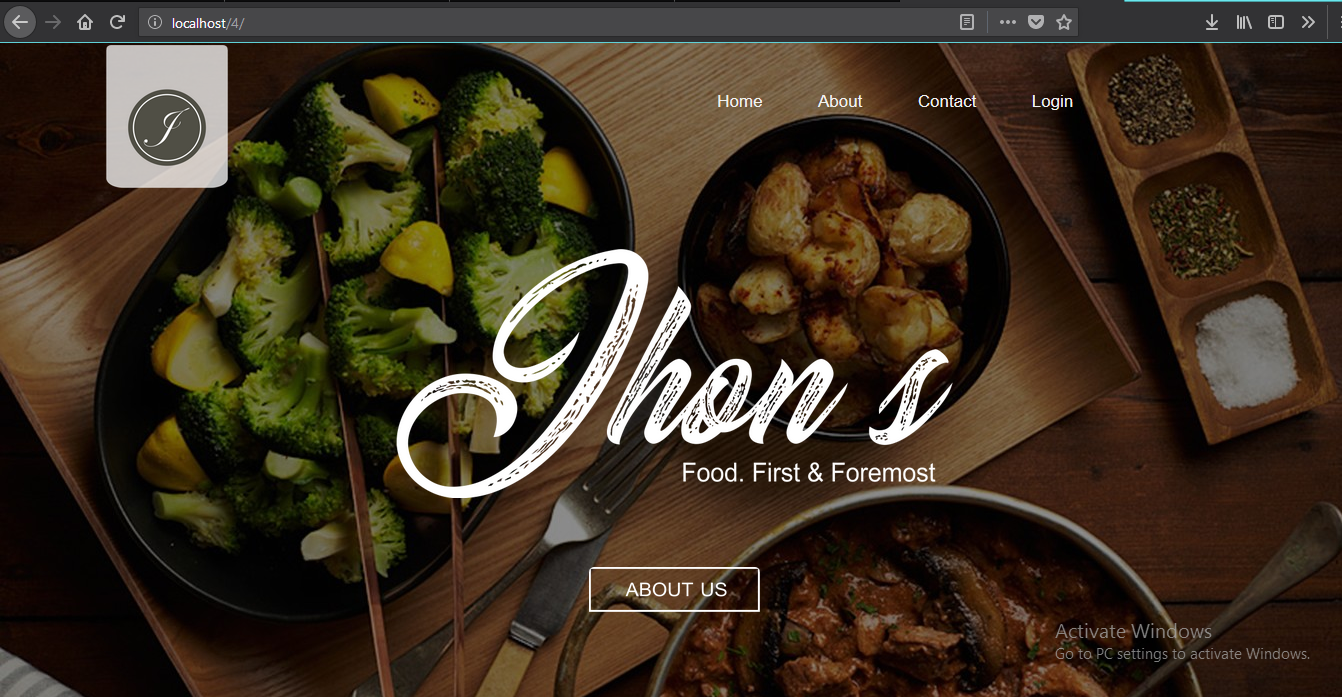 localhost/4/
J
Home About Contact Login
Jhon s
Food. First & Foremost
ABOUT US
Activate Windows
Go to PC settings to activate Windows.